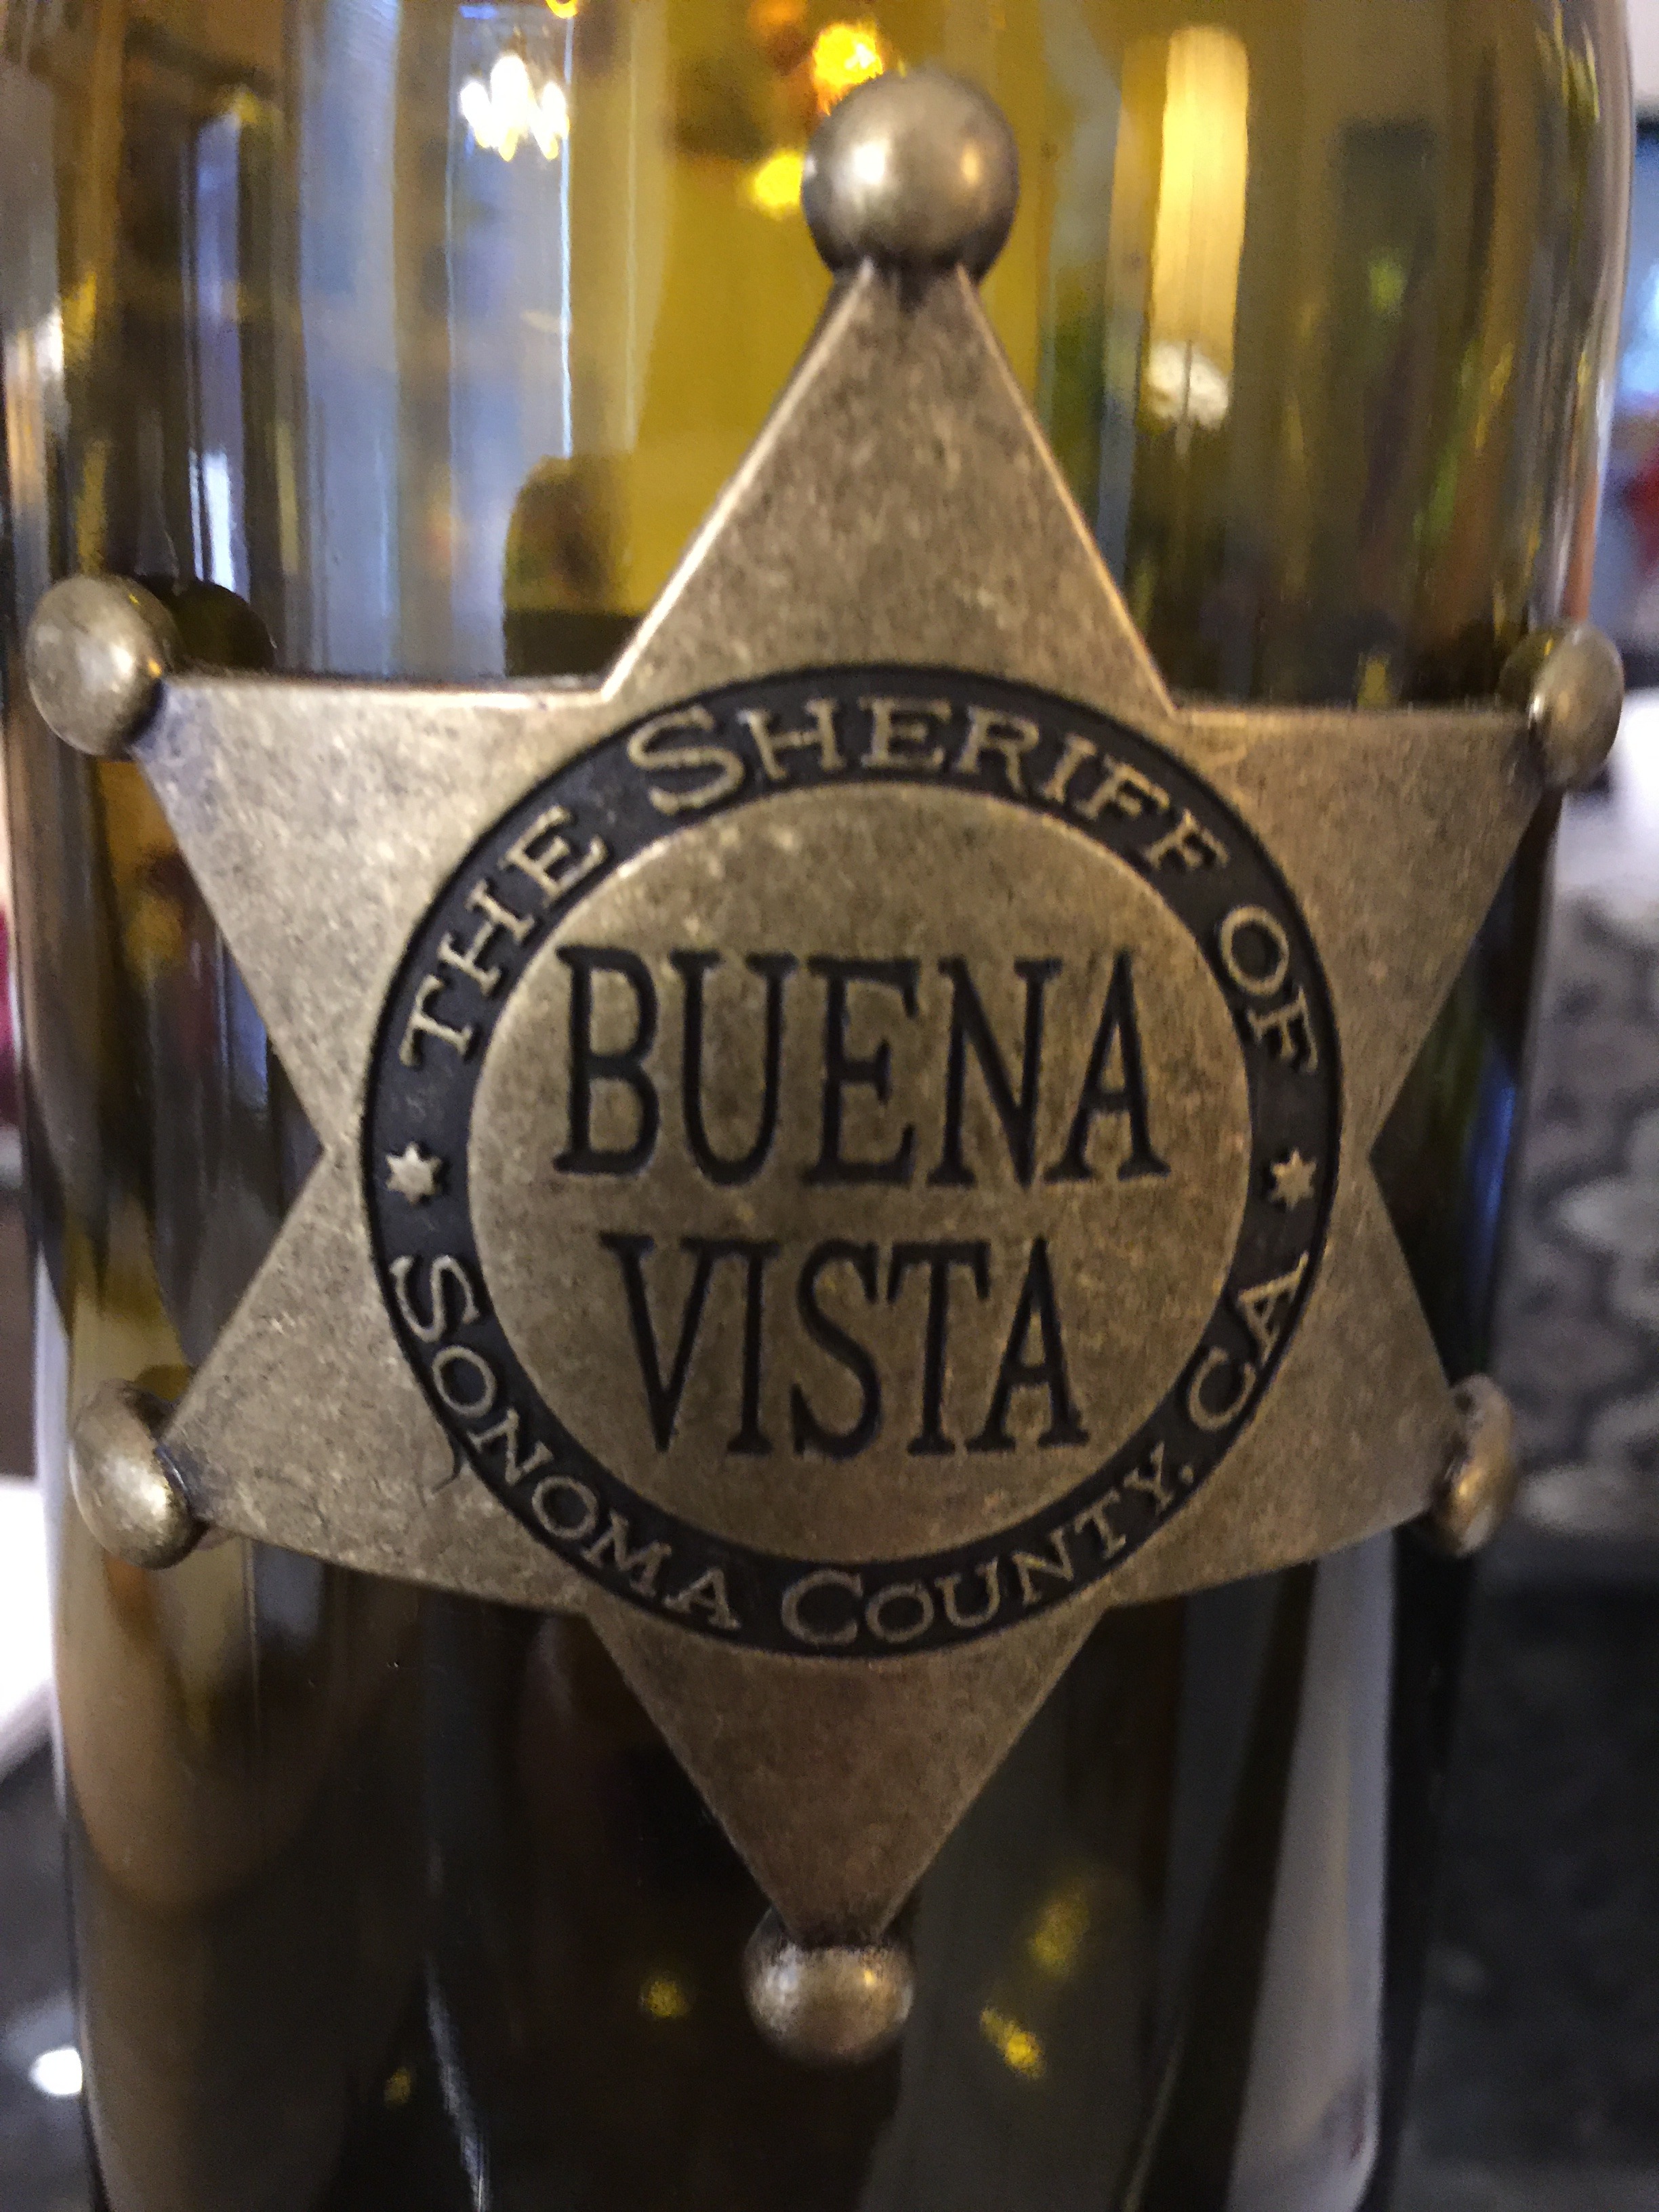 THE SHERIFF OF
BUENA
VISTA
SONOMA COUNTY, CA